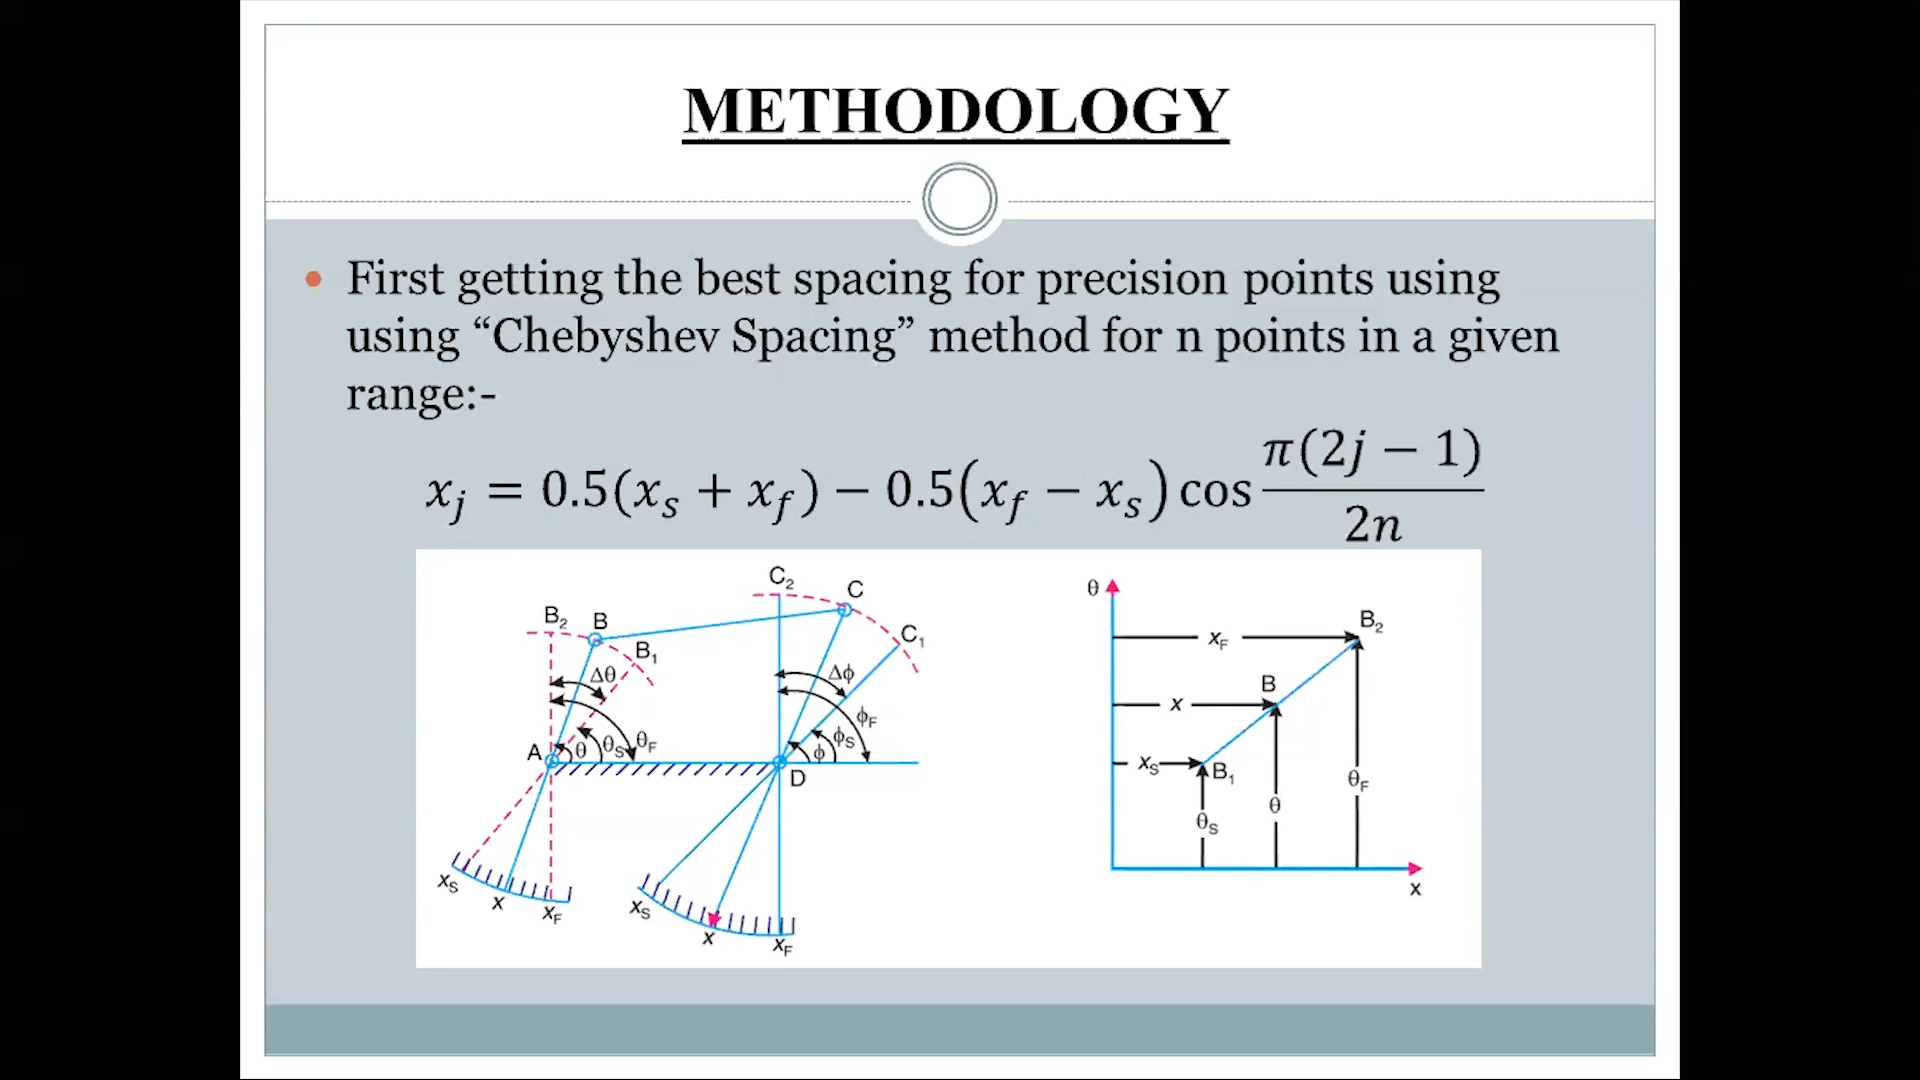 METHODOLOGY
• First getting the best spacing for precision points using
using “Chebyshev Spacing” method for n points in a given
range:-
x_j = 0.5(x_s + x_f) − 0.5(x_f − x_s) cos π(2j − 1)/2n
C₂
C
B₂
B
C₁
B₁
Δθ
Δϕ
ϕ_F
A
θ
θ_S
θ_F
ϕ
ϕ_S
D
x_S
x
x_F
x_S
x
x_F
θ
B₂
x_F
B
x
x_S
B₁
θ_F
θ
θ_S
x